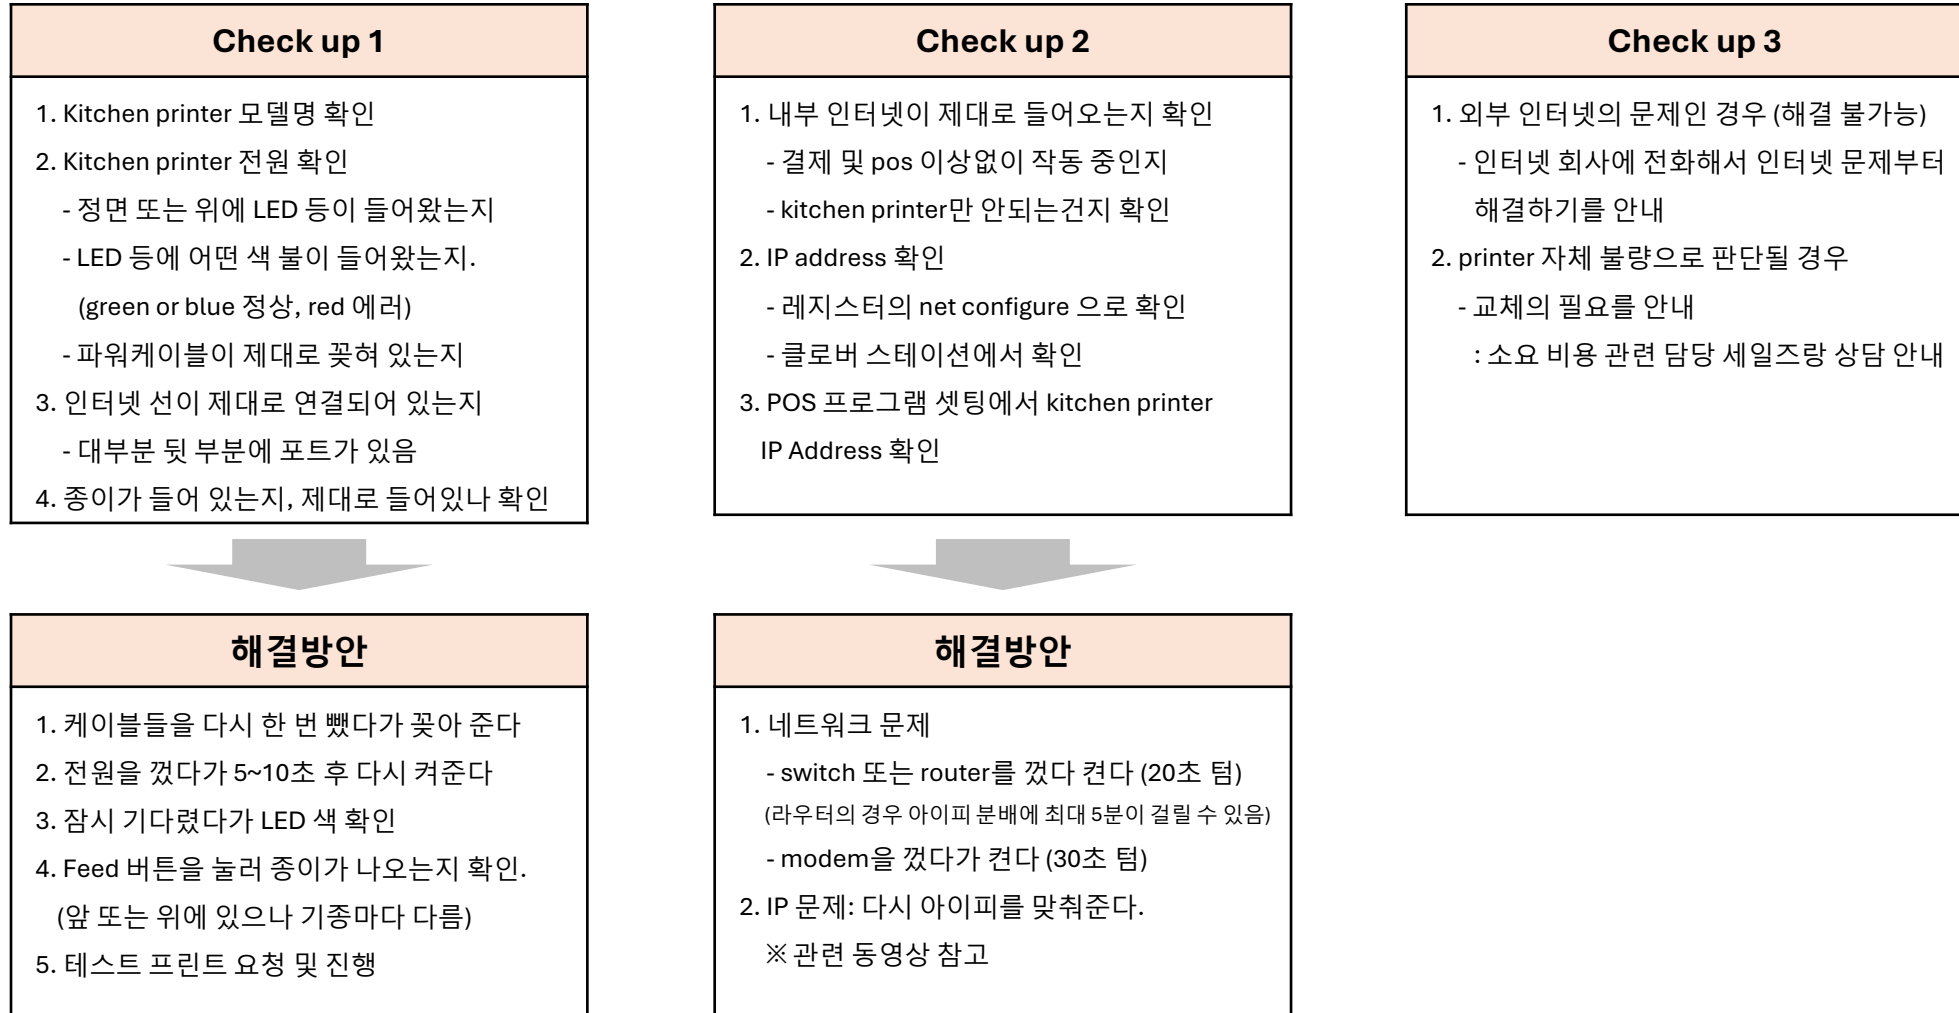 Check up 1
1. Kitchen printer 모델명 확인
2. Kitchen printer 전원 확인
- 정면 또는 위에 LED 등이 들어왔는지
- LED 등에 어떤 색 불이 들어왔는지.
(green or blue 정상, red 에러)
- 파워케이블이 제대로 꽂혀 있는지
3. 인터넷 선이 제대로 연결되어 있는지
- 대부분 뒷 부분에 포트가 있음
4. 종이가 들어 있는지, 제대로 들어있나 확인
해결방안
1. 케이블들을 다시 한 번 뺐다가 꽂아 준다
2. 전원을 껐다가 5~10초 후 다시 켜준다
3. 잠시 기다렸다가 LED 색 확인
4. Feed 버튼을 눌러 종이가 나오는지 확인.
(앞 또는 위에 있으나 기종마다 다름)
5. 테스트 프린트 요청 및 진행
Check up 2
1. 내부 인터넷이 제대로 들어오는지 확인
- 결제 및 pos 이상없이 작동 중인지
- kitchen printer만 안되는건지 확인
2. IP address 확인
- 레지스터의 net configure 으로 확인
- 클로버 스테이션에서 확인
3. POS 프로그램 셋팅에서 kitchen printer
IP Address 확인
해결방안
1. 네트워크 문제
- switch 또는 router를 껐다 켠다 (20초 텀)
(라우터의 경우 아이피 분배에 최대 5분이 걸릴 수 있음)
- modem을 껐다가 켠다 (30초 텀)
2. IP 문제: 다시 아이피를 맞춰준다.
※ 관련 동영상 참고
Check up 3
1. 외부 인터넷의 문제인 경우 (해결 불가능)
- 인터넷 회사에 전화해서 인터넷 문제부터
해결하기를 안내
2. printer 자체 불량으로 판단될 경우
- 교체의 필요를 안내
: 소요 비용 관련 담당 세일즈랑 상담 안내